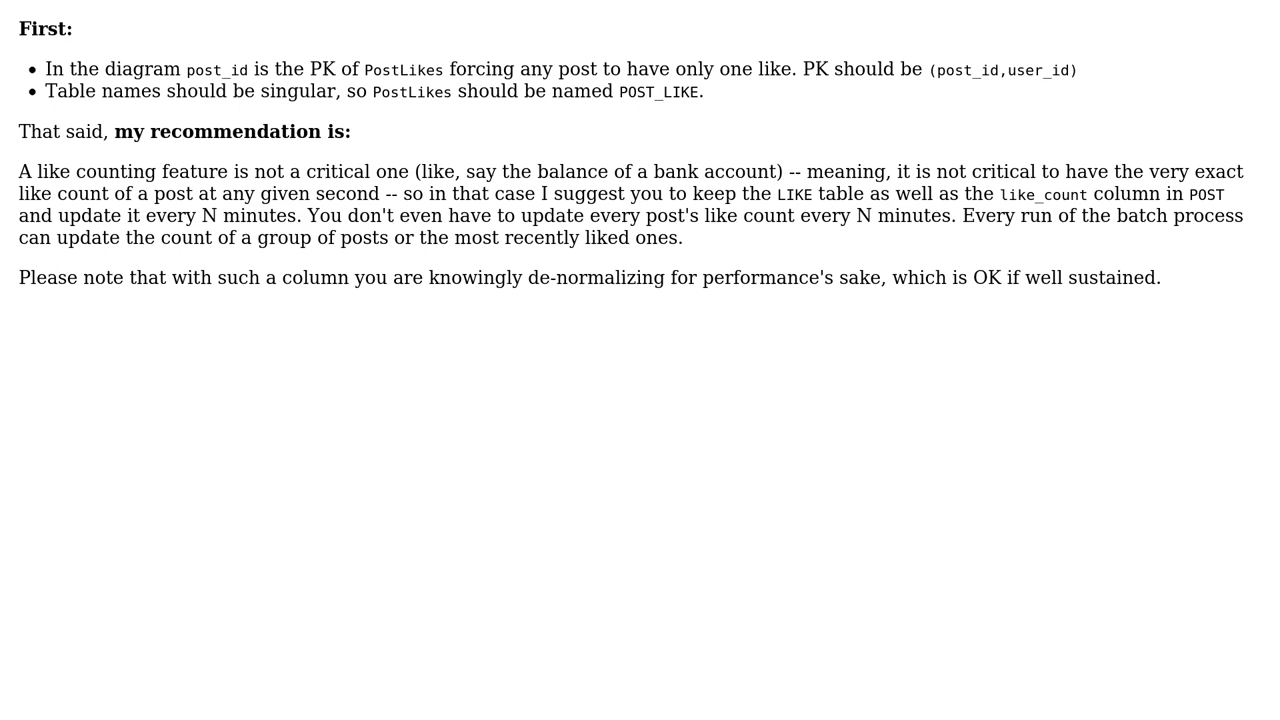 First:
• In the diagram post_id is the PK of PostLikes forcing any post to have only one like. PK should be (post_id,user_id)
• Table names should be singular, so PostLikes should be named POST_LIKE.
That said, my recommendation is:
A like counting feature is not a critical one (like, say the balance of a bank account) -- meaning, it is not critical to have the very exact
like count of a post at any given second -- so in that case I suggest you to keep the LIKE table as well as the like_count column in POST
and update it every N minutes. You don't even have to update every post's like count every N minutes. Every run of the batch process
can update the count of a group of posts or the most recently liked ones.
Please note that with such a column you are knowingly de-normalizing for performance's sake, which is OK if well sustained.